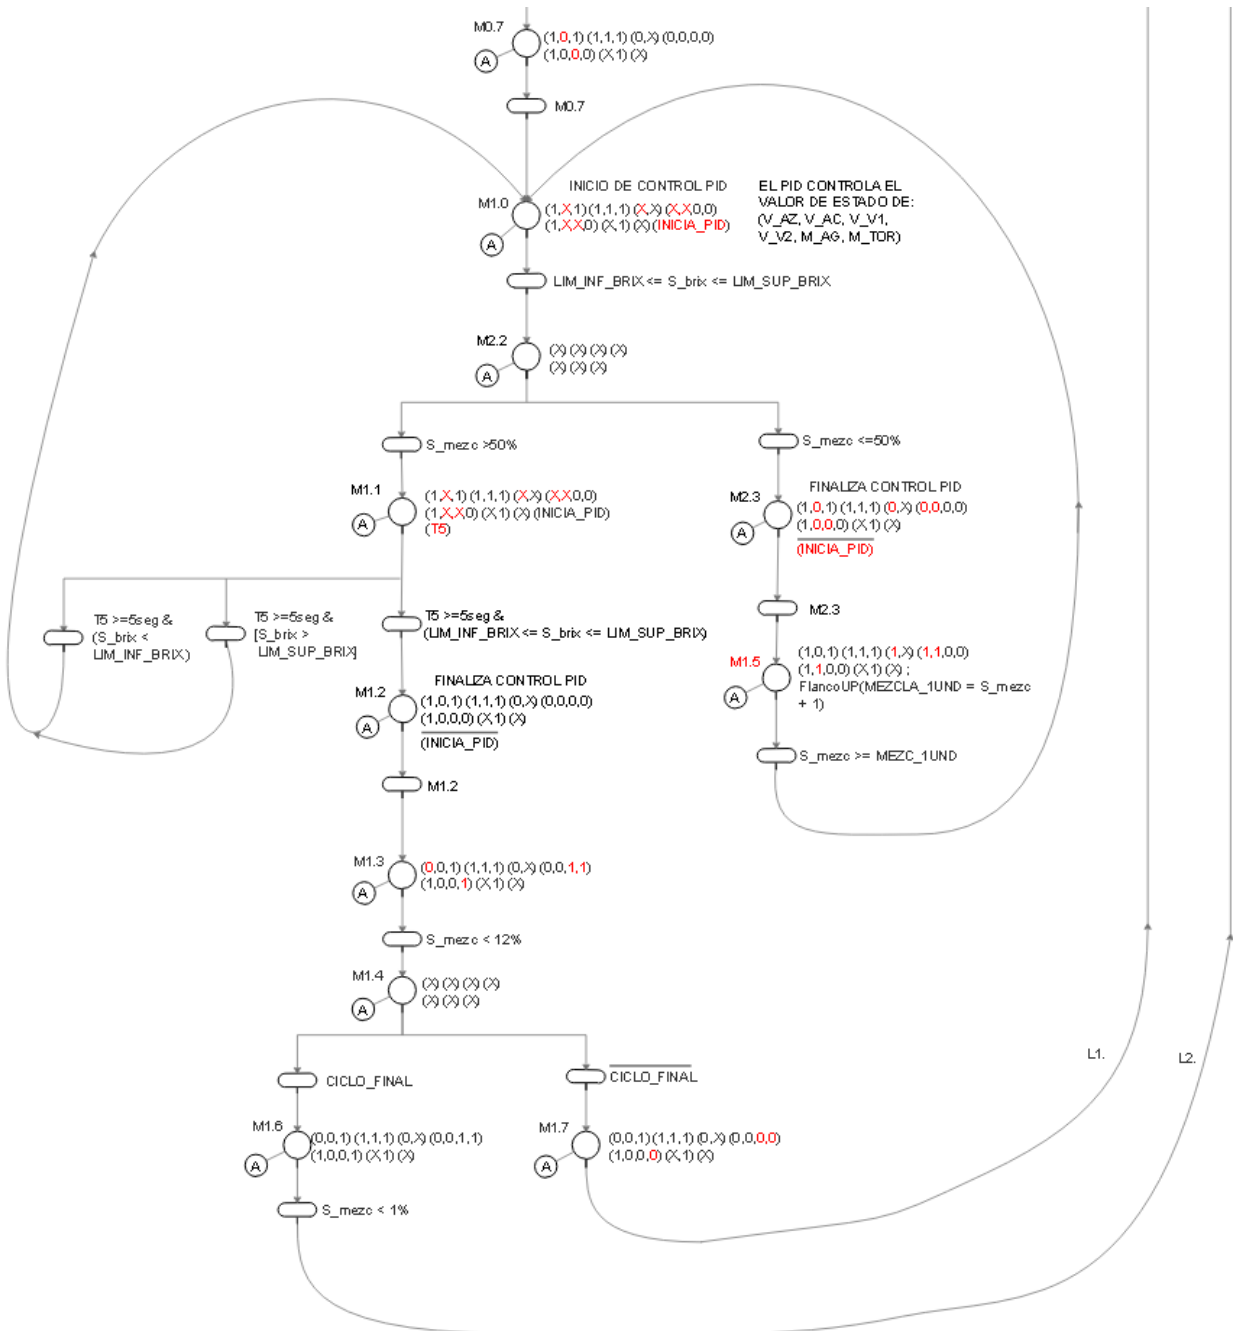 M0.7
(1,0,1) (1,1,1) (0,X) (0,0,0,0)
(1,0,0,0) (X,1) (X)
A
M0.7
INICIO DE CONTROL PID
M1.0
(1,X,1) (1,1,1) (X,X) (X,X,0,0)
(1,X,X,0) (X,1) (X) (INICIA_PID)
A
EL PID CONTROLA EL
VALOR DE ESTADO DE:
(V_AZ, V_AC, V_V1,
V_V2, M_AG, M_TOR)
LIM_INF_BRIX <= S_brix <= LIM_SUP_BRIX
M2.2
(X) (X) (X) (X)
(X) (X) (X)
A
S_mezc >50%
S_mezc <=50%
M1.1
(1,X,1) (1,1,1) (X,X) (X,X,0,0)
(1,X,X,0) (X,1) (X) (INICIA_PID)
(T5)
A
FINALIZA CONTROL PID
M2.3
(1,0,1) (1,1,1) (0,X) (0,0,0,0)
(1,0,0,0) (X,1) (X)
(INICIA_PID)
A
T5 >=5seg &
(S_brix <
LIM_INF_BRIX)
T5 >=5seg &
[S_brix >
LIM_SUP_BRIX]
T5 >=5seg &
(LIM_INF_BRIX <= S_brix <= LIM_SUP_BRIX)
M2.3
FINALIZA CONTROL PID
M1.2
(1,0,1) (1,1,1) (0,X) (0,0,0,0)
(1,0,0,0) (X,1) (X)
(INICIA_PID)
A
M1.5
(1,0,1) (1,1,1) (1,X) (1,1,0,0)
(1,1,0,0) (X,1) (X) ;
FlancoUP(MEZCLA_1UND = S_mezc
+ 1)
A
S_mezc >= MEZC_1UND
M1.2
M1.3
(0,0,1) (1,1,1) (0,X) (0,0,1,1)
(1,0,0,1) (X,1) (X)
A
S_mezc < 12%
M1.4
(X) (X) (X) (X)
(X) (X) (X)
A
L1.
L2.
CICLO_FINAL
CICLO_FINAL
M1.6
(0,0,1) (1,1,1) (0,X) (0,0,1,1)
(1,0,0,1) (X,1) (X)
A
M1.7
(0,0,1) (1,1,1) (0,X) (0,0,0,0)
(1,0,0,0) (X,1) (X)
A
S_mezc < 1%